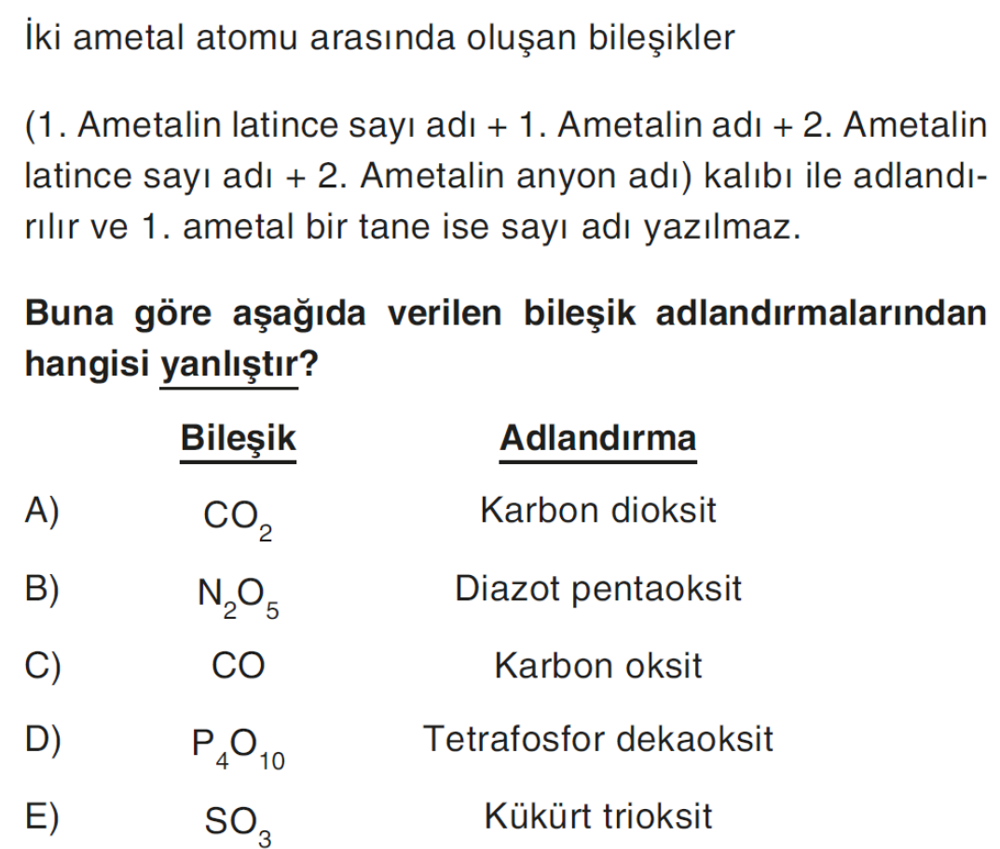 İki ametal atomu arasında oluşan bileşikler
(1. Ametalin latince sayı adı + 1. Ametalin adı + 2. Ametalin
latince sayı adı + 2. Ametalin anyon adı) kalıbı ile adlandı-
rılır ve 1. ametal bir tane ise sayı adı yazılmaz.
Buna göre aşağıda verilen bileşik adlandırmalarından
hangisi yanlıştır?
Bileşik Adlandırma
A) CO₂ Karbon dioksit
B) N₂O₅ Diazot pentaoksit
C) CO Karbon oksit
D) P₄O₁₀ Tetrafosfor dekaoksit
E) SO₃ Kükürt trioksit